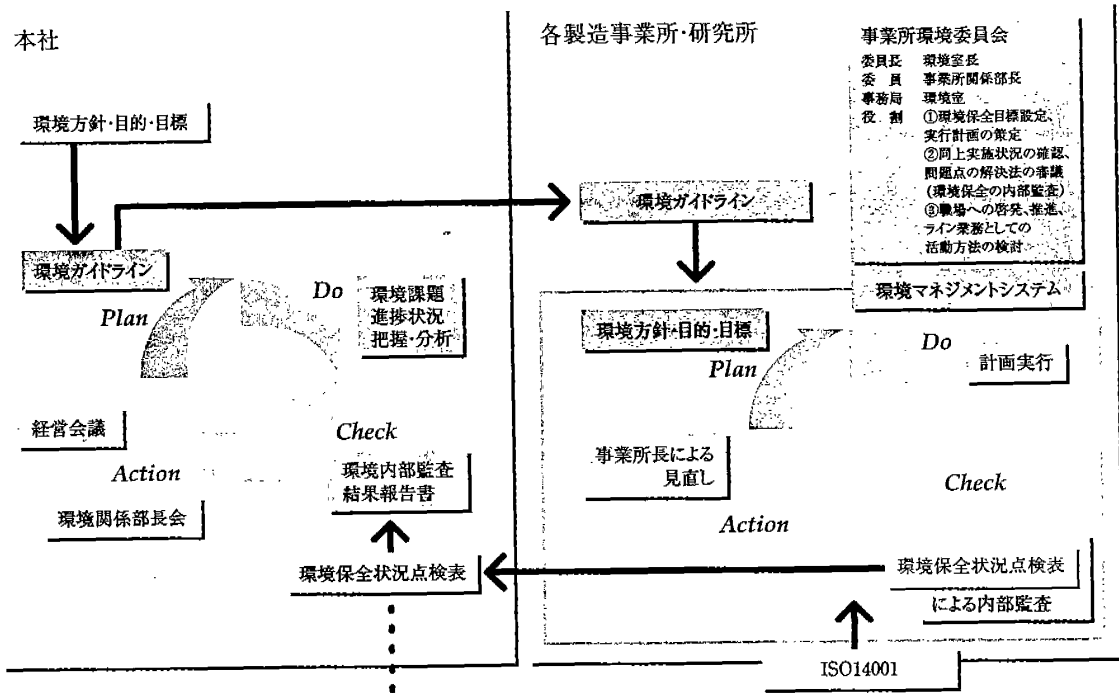 本社
環境方針・目的・目標
環境ガイドライン
Plan
Do
環境課題
進捗状況
把握・分析
経営会議
Check
Action
環境内部監査
結果報告書
環境関係部長会
環境保全状況点検表
各製造事業所・研究所
事業所環境委員会
委員長 環境室長
委員 事業所関係部長
事務局 環境室
役割 ①環境保全目標設定、
実行計画の策定
②同上実施状況の確認、
問題点の解決法の審議
(環境保全の内部監査)
③職場への啓発、推進、
ライン業務としての
活動方法の検討
環境ガイドライン
環境マネジメントシステム
環境方針・目的・目標
Plan
Do
計画実行
事業所長による
見直し
Check
Action
環境保全状況点検表
による内部監査
ISO14001